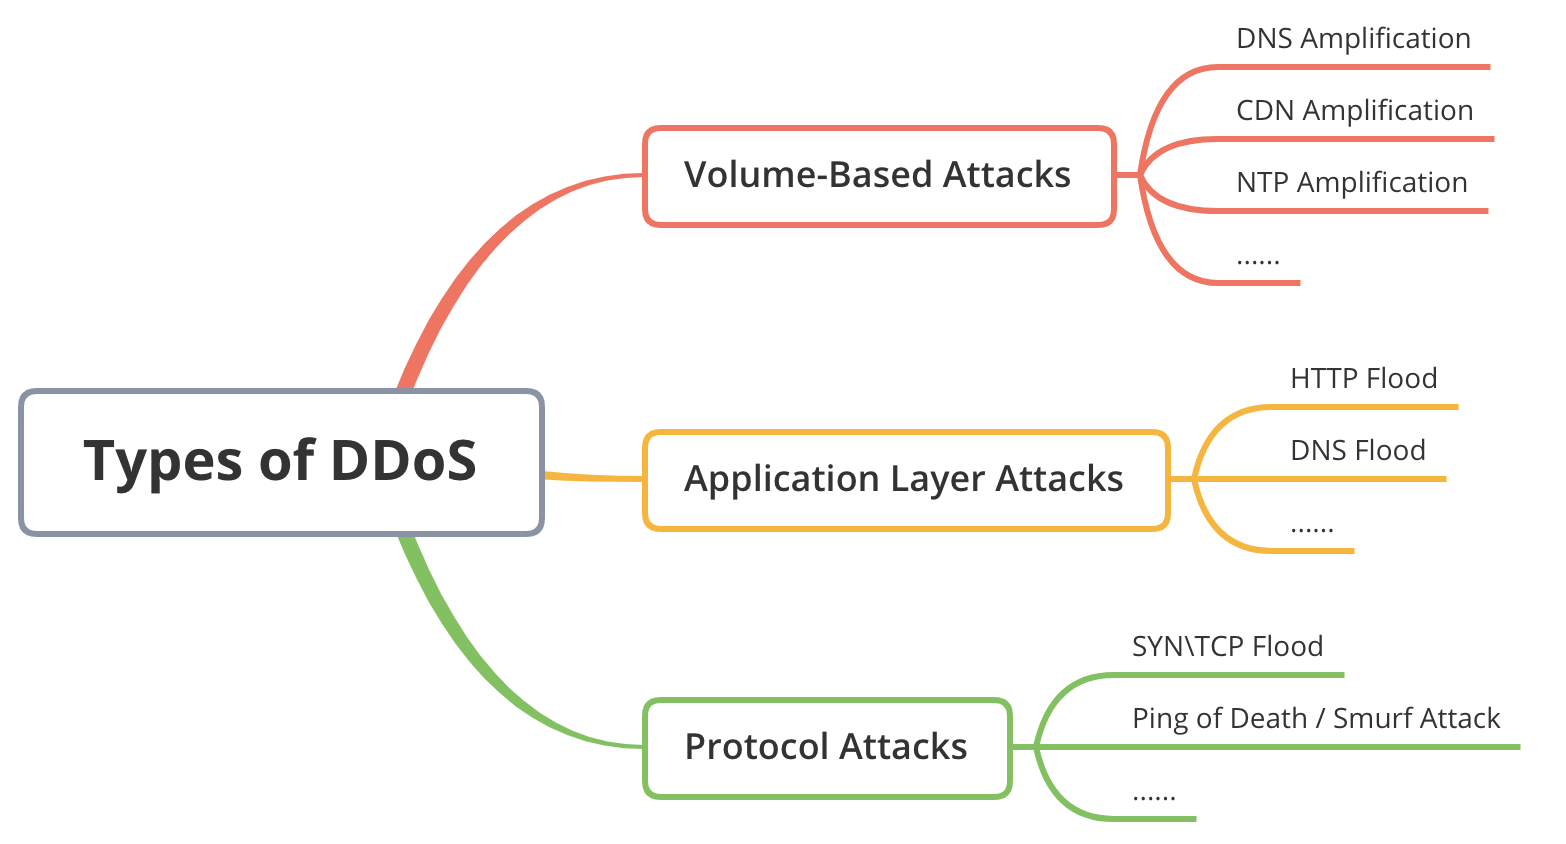 Types of DDoS
Volume-Based Attacks
DNS Amplification
CDN Amplification
NTP Amplification
......
Application Layer Attacks
HTTP Flood
DNS Flood
......
Protocol Attacks
SYN\TCP Flood
Ping of Death / Smurf Attack
......